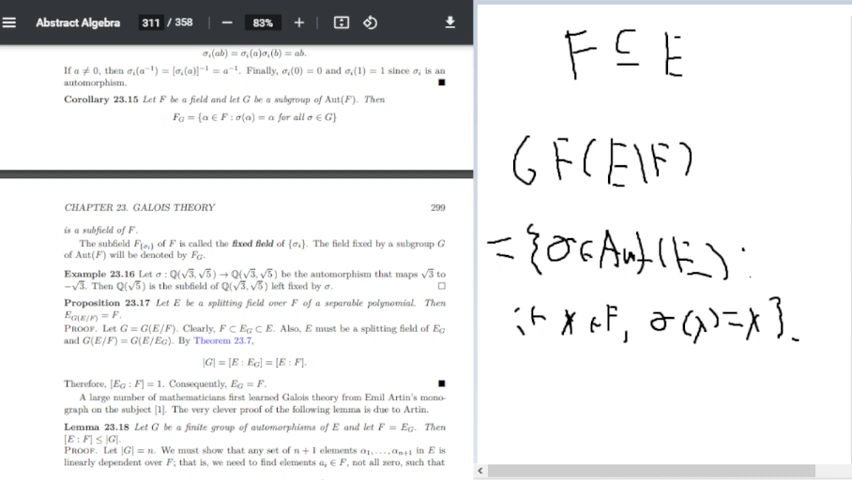 Abstract Algebra 311 / 358 − 83% +
σᵢ(ab) = σᵢ(a)σᵢ(b) = ab.
If a ≠ 0, then σᵢ(a⁻¹) = [σᵢ(a)]⁻¹ = a⁻¹. Finally, σᵢ(0) = 0 and σᵢ(1) = 1 since σᵢ is an
automorphism. ■
Corollary 23.15 Let F be a field and let G be a subgroup of Aut(F). Then
F_G = {α ∈ F : σ(α) = α for all σ ∈ G}
CHAPTER 23. GALOIS THEORY 299
is a subfield of F.
The subfield F_{σᵢ} of F is called the fixed field of {σᵢ}. The field fixed by a subgroup G
of Aut(F) will be denoted by F_G.
Example 23.16 Let σ : ℚ(√3, √5) → ℚ(√3, √5) be the automorphism that maps √3 to
−√3. Then ℚ(√5) is the subfield of ℚ(√3, √5) left fixed by σ. □
Proposition 23.17 Let E be a splitting field over F of a separable polynomial. Then
E_{G(E/F)} = F.
PROOF. Let G = G(E/F). Clearly, F ⊂ E_G ⊂ E. Also, E must be a splitting field of E_G
and G(E/F) = G(E/E_G). By Theorem 23.7,
|G| = [E : E_G] = [E : F].
Therefore, [E_G : F] = 1. Consequently, E_G = F. ■
A large number of mathematicians first learned Galois theory from Emil Artin's mono-
graph on the subject [1]. The very clever proof of the following lemma is due to Artin.
Lemma 23.18 Let G be a finite group of automorphisms of E and let F = E_G. Then
[E : F] ≤ |G|.
PROOF. Let |G| = n. We must show that any set of n + 1 elements α₁, . . . , αₙ₊₁ in E is
linearly dependent over F; that is, we need to find elements aᵢ ∈ F, not all zero, such that
F ⊆ E
GF(E\F)
= {σ ∈ Aut(E) :
if x ∈ F, σ(x) = x}.